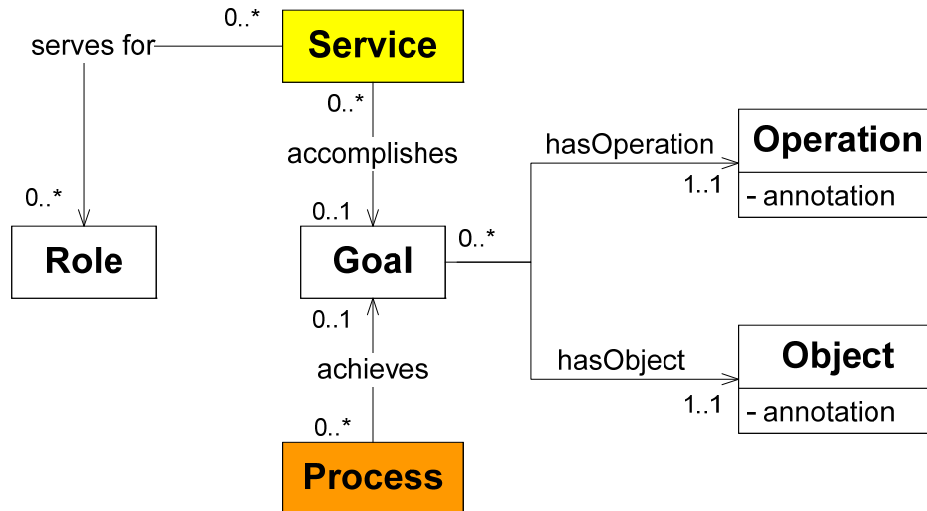 0..*
Service
serves for
0..*
accomplishes
hasOperation
Operation
1..1
- annotation
0..*
0..1
0..*
Role
Goal
0..1
achieves
hasObject
Object
1..1
- annotation
0..*
Process